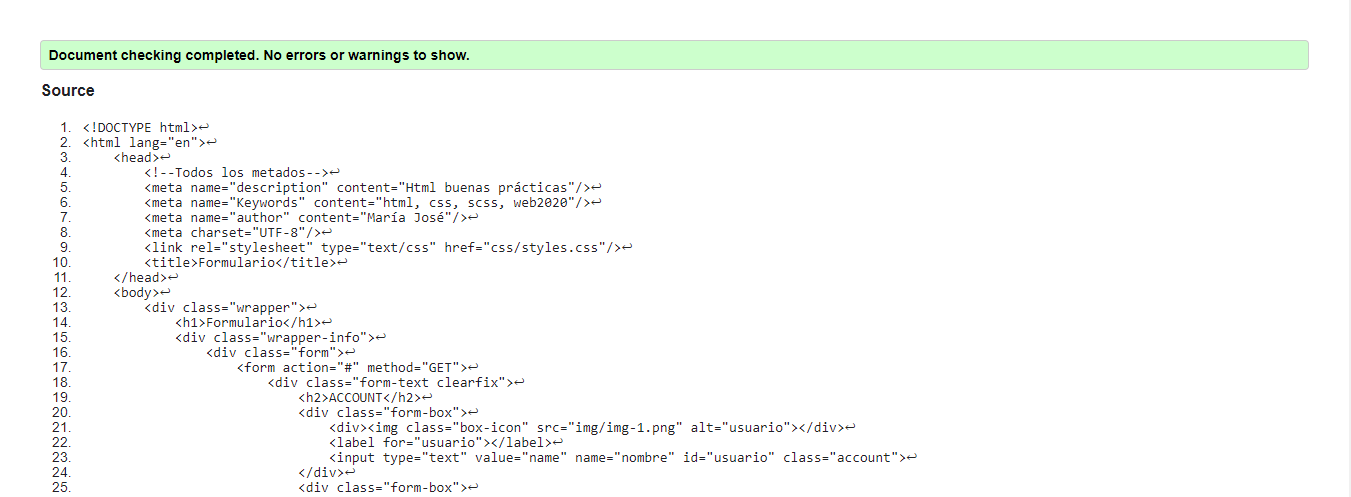 Document checking completed. No errors or warnings to show.
Source
1. <!DOCTYPE html>↩
2. <html lang="en">↩
3.     <head>↩
4.         <!--Todos los metados-->↩
5.         <meta name="description" content="Html buenas prácticas"/>↩
6.         <meta name="Keywords" content="html, css, scss, web2020"/>↩
7.         <meta name="author" content="María José"/>↩
8.         <meta charset="UTF-8"/>↩
9.         <link rel="stylesheet" type="text/css" href="css/styles.css"/>↩
10.         <title>Formulario</title>↩
11.     </head>↩
12.     <body>↩
13.         <div class="wrapper">↩
14.             <h1>Formulario</h1>↩
15.             <div class="wrapper-info">↩
16.                 <div class="form">↩
17.                     <form action="#" method="GET">↩
18.                         <div class="form-text clearfix">↩
19.                             <h2>ACCOUNT</h2>↩
20.                             <div class="form-box">↩
21.                                 <div><img class="box-icon" src="img/img-1.png" alt="usuario"></div>↩
22.                                 <label for="usuario"></label>↩
23.                                 <input type="text" value="name" name="nombre" id="usuario" class="account">↩
24.                             </div>↩
25.                             <div class="form-box">↩